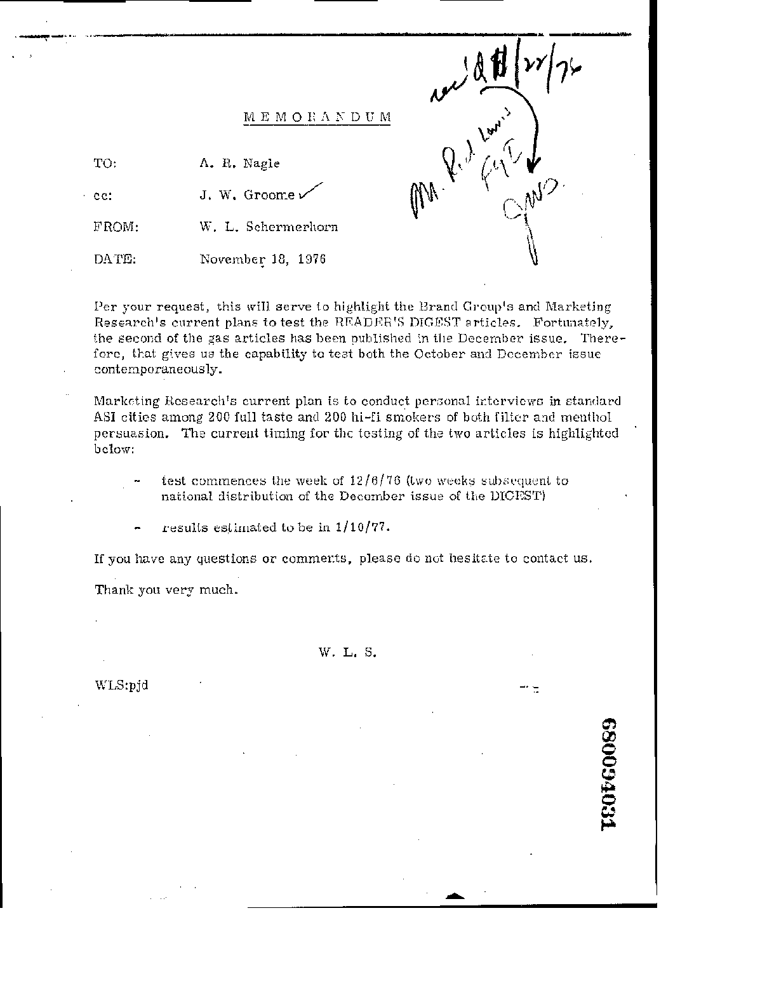 rec'd 11/22/76
MEMORANDUM
Mr. Rich Lewis
FYI
JWG.
TO: A. R. Nagle
cc: J. W. Groome ✓
FROM: W. L. Schermerhorn
DATE: November 18, 1976
Per your request, this will serve to highlight the Brand Group's and Marketing
Research's current plans to test the READER'S DIGEST articles. Fortunately,
the second of the gas articles has been published in the December issue. There-
fore, that gives us the capability to test both the October and December issue
contemporaneously.
Marketing Research's current plan is to conduct personal interviews in standard
ASI cities among 200 full taste and 200 hi-fi smokers of both filter and menthol
persuasion. The current timing for the testing of the two articles is highlighted
below:
- test commences the week of 12/6/76 (two weeks subsequent to
national distribution of the December issue of the DIGEST)
- results estimated to be in 1/10/77.
If you have any questions or comments, please do not hesitate to contact us.
Thank you very much.
W. L. S.
WLS:pjd
680094031